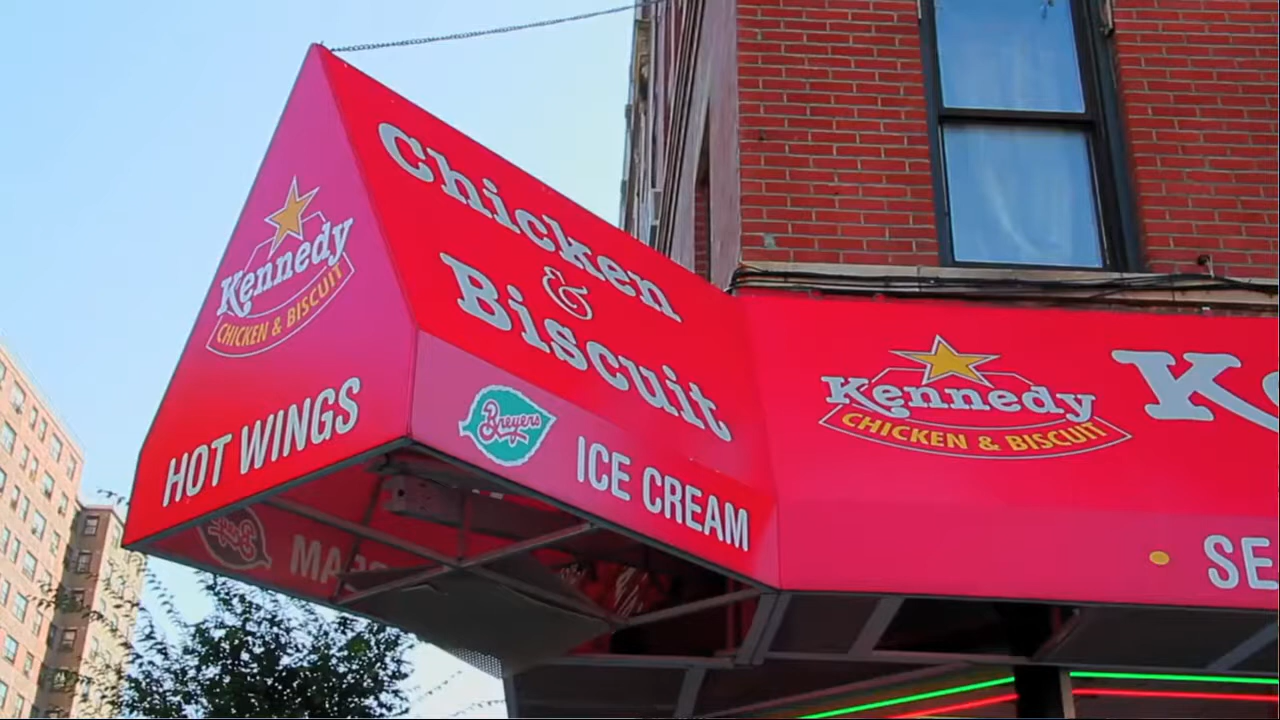 Kennedy
CHICKEN & BISCUIT
HOT WINGS
Chicken
&
Biscuit
Breyers
ICE CREAM
Kennedy
CHICKEN & BISCUIT